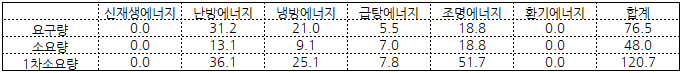 신재생에너지 난방에너지 냉방에너지 급탕에너지 조명에너지 환기에너지 합계
요구량 0.0 31.2 21.0 5.5 18.8 0.0 76.5
소요량 0.0 13.1 9.1 7.0 18.8 0.0 48.0
1차소요량 0.0 36.1 25.1 7.8 51.7 0.0 120.7